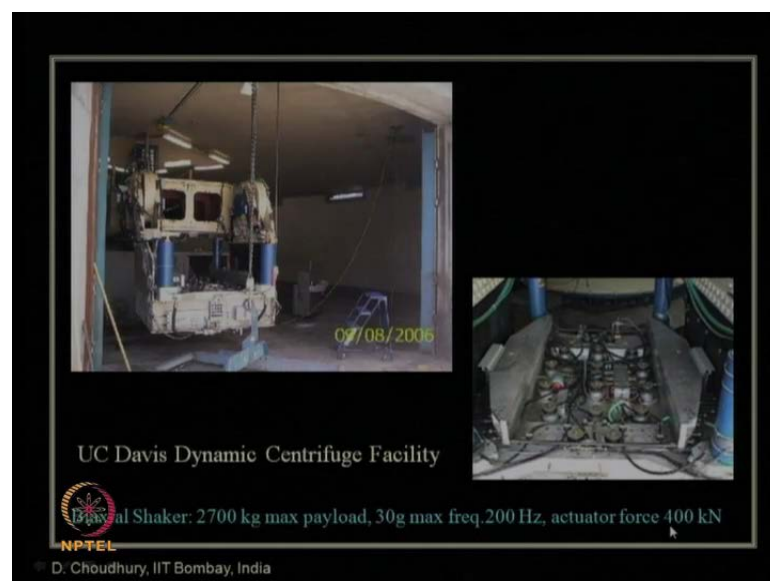 09/08/2006
UC Davis Dynamic Centrifuge Facility
Biaxial Shaker: 2700 kg max payload, 30g max freq.200 Hz, actuator force 400 kN
NPTEL
D. Choudhury, IIT Bombay, India